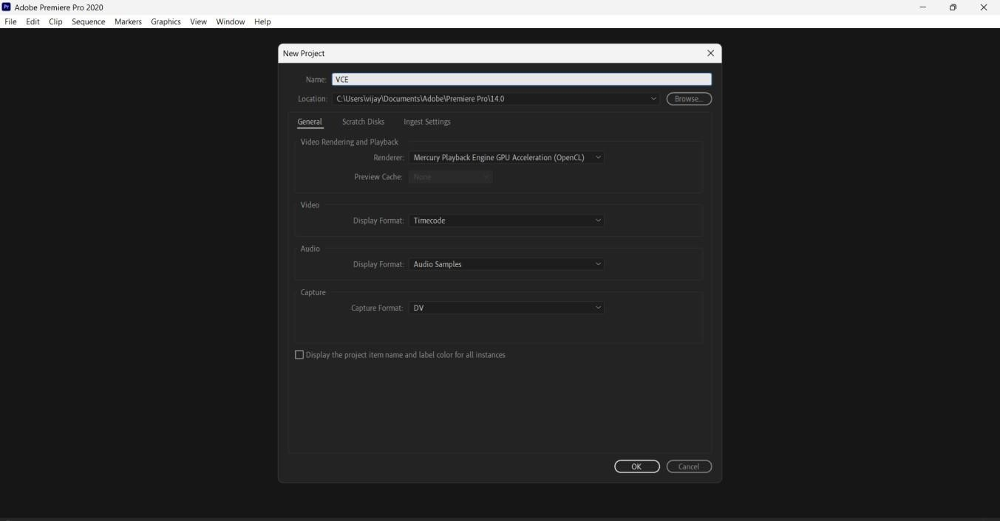 Pr Adobe Premiere Pro 2020
File Edit Clip Sequence Markers Graphics View Window Help
New Project
Name: VCE
Location: C:\Users\vijay\Documents\Adobe\Premiere Pro\14.0 Browse...
General Scratch Disks Ingest Settings
Video Rendering and Playback
Renderer: Mercury Playback Engine GPU Acceleration (OpenCL)
Preview Cache: None
Video
Display Format: Timecode
Audio
Display Format: Audio Samples
Capture
Capture Format: DV
Display the project item name and label color for all instances
OK Cancel